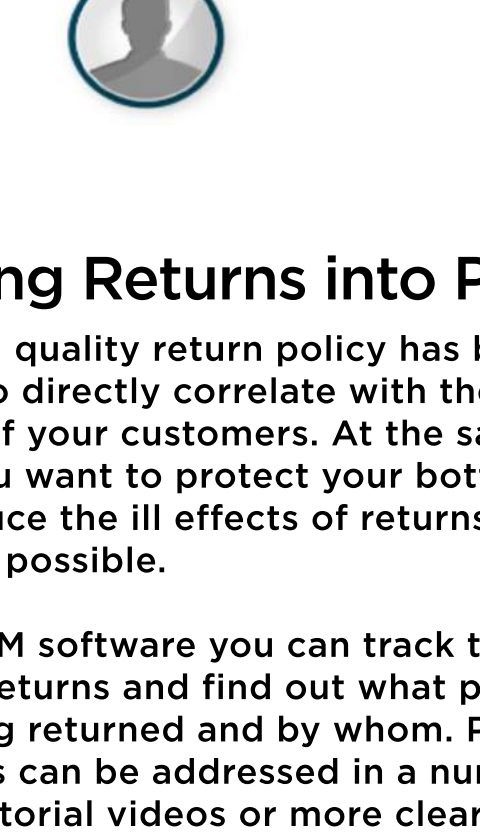 ng Returns into P
quality return policy has b
o directly correlate with the
f your customers. At the sa
u want to protect your bott
uce the ill effects of returns
possible.
M software you can track t
eturns and find out what p
g returned and by whom. P
s can be addressed in a nu
torial videos or more clear